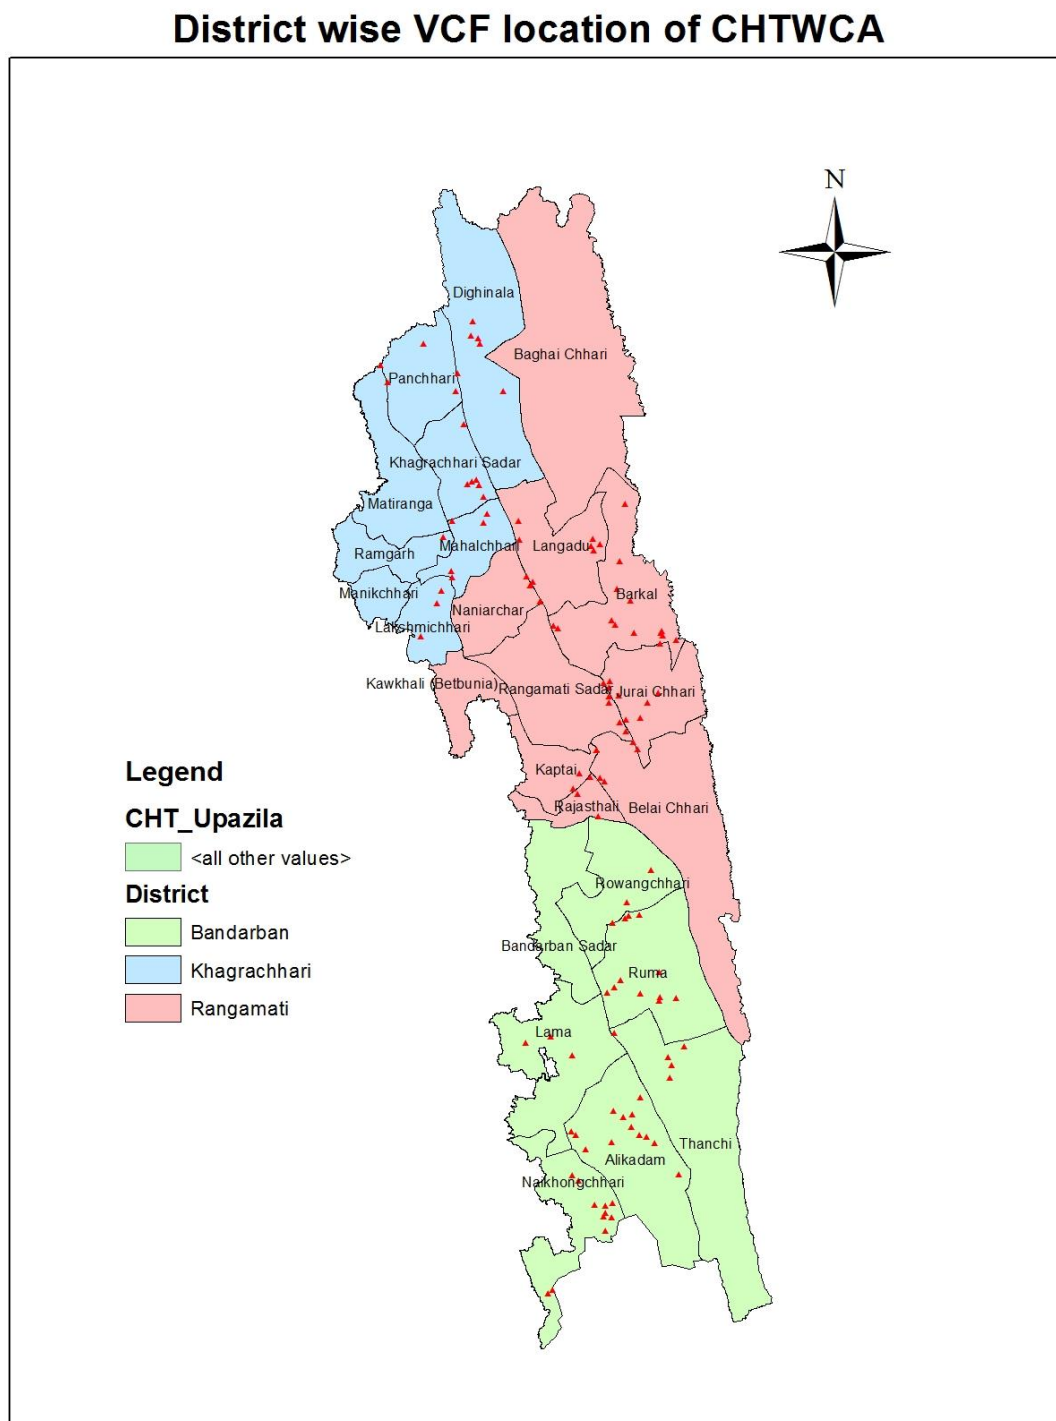 District wise VCF location of CHTWCA
N
Dighinala
Baghai Chhari
Panchhari
Khagrachhari Sadar
Matiranga
Mahalchhari
Langadu
Ramgarh
Manikchhari
Barkal
Naniarchar
Lakshmichhari
Kawkhali (Betbunia)
Rangamati Sadar
Jurai Chhari
Kaptai
Rajasthali
Belai Chhari
Legend
CHT_Upazila
<all other values>
District
Bandarban
Khagrachhari
Rangamati
Rowangchhari
Bandarban Sadar
Ruma
Lama
Thanchi
Alikadam
Naikhongchhari